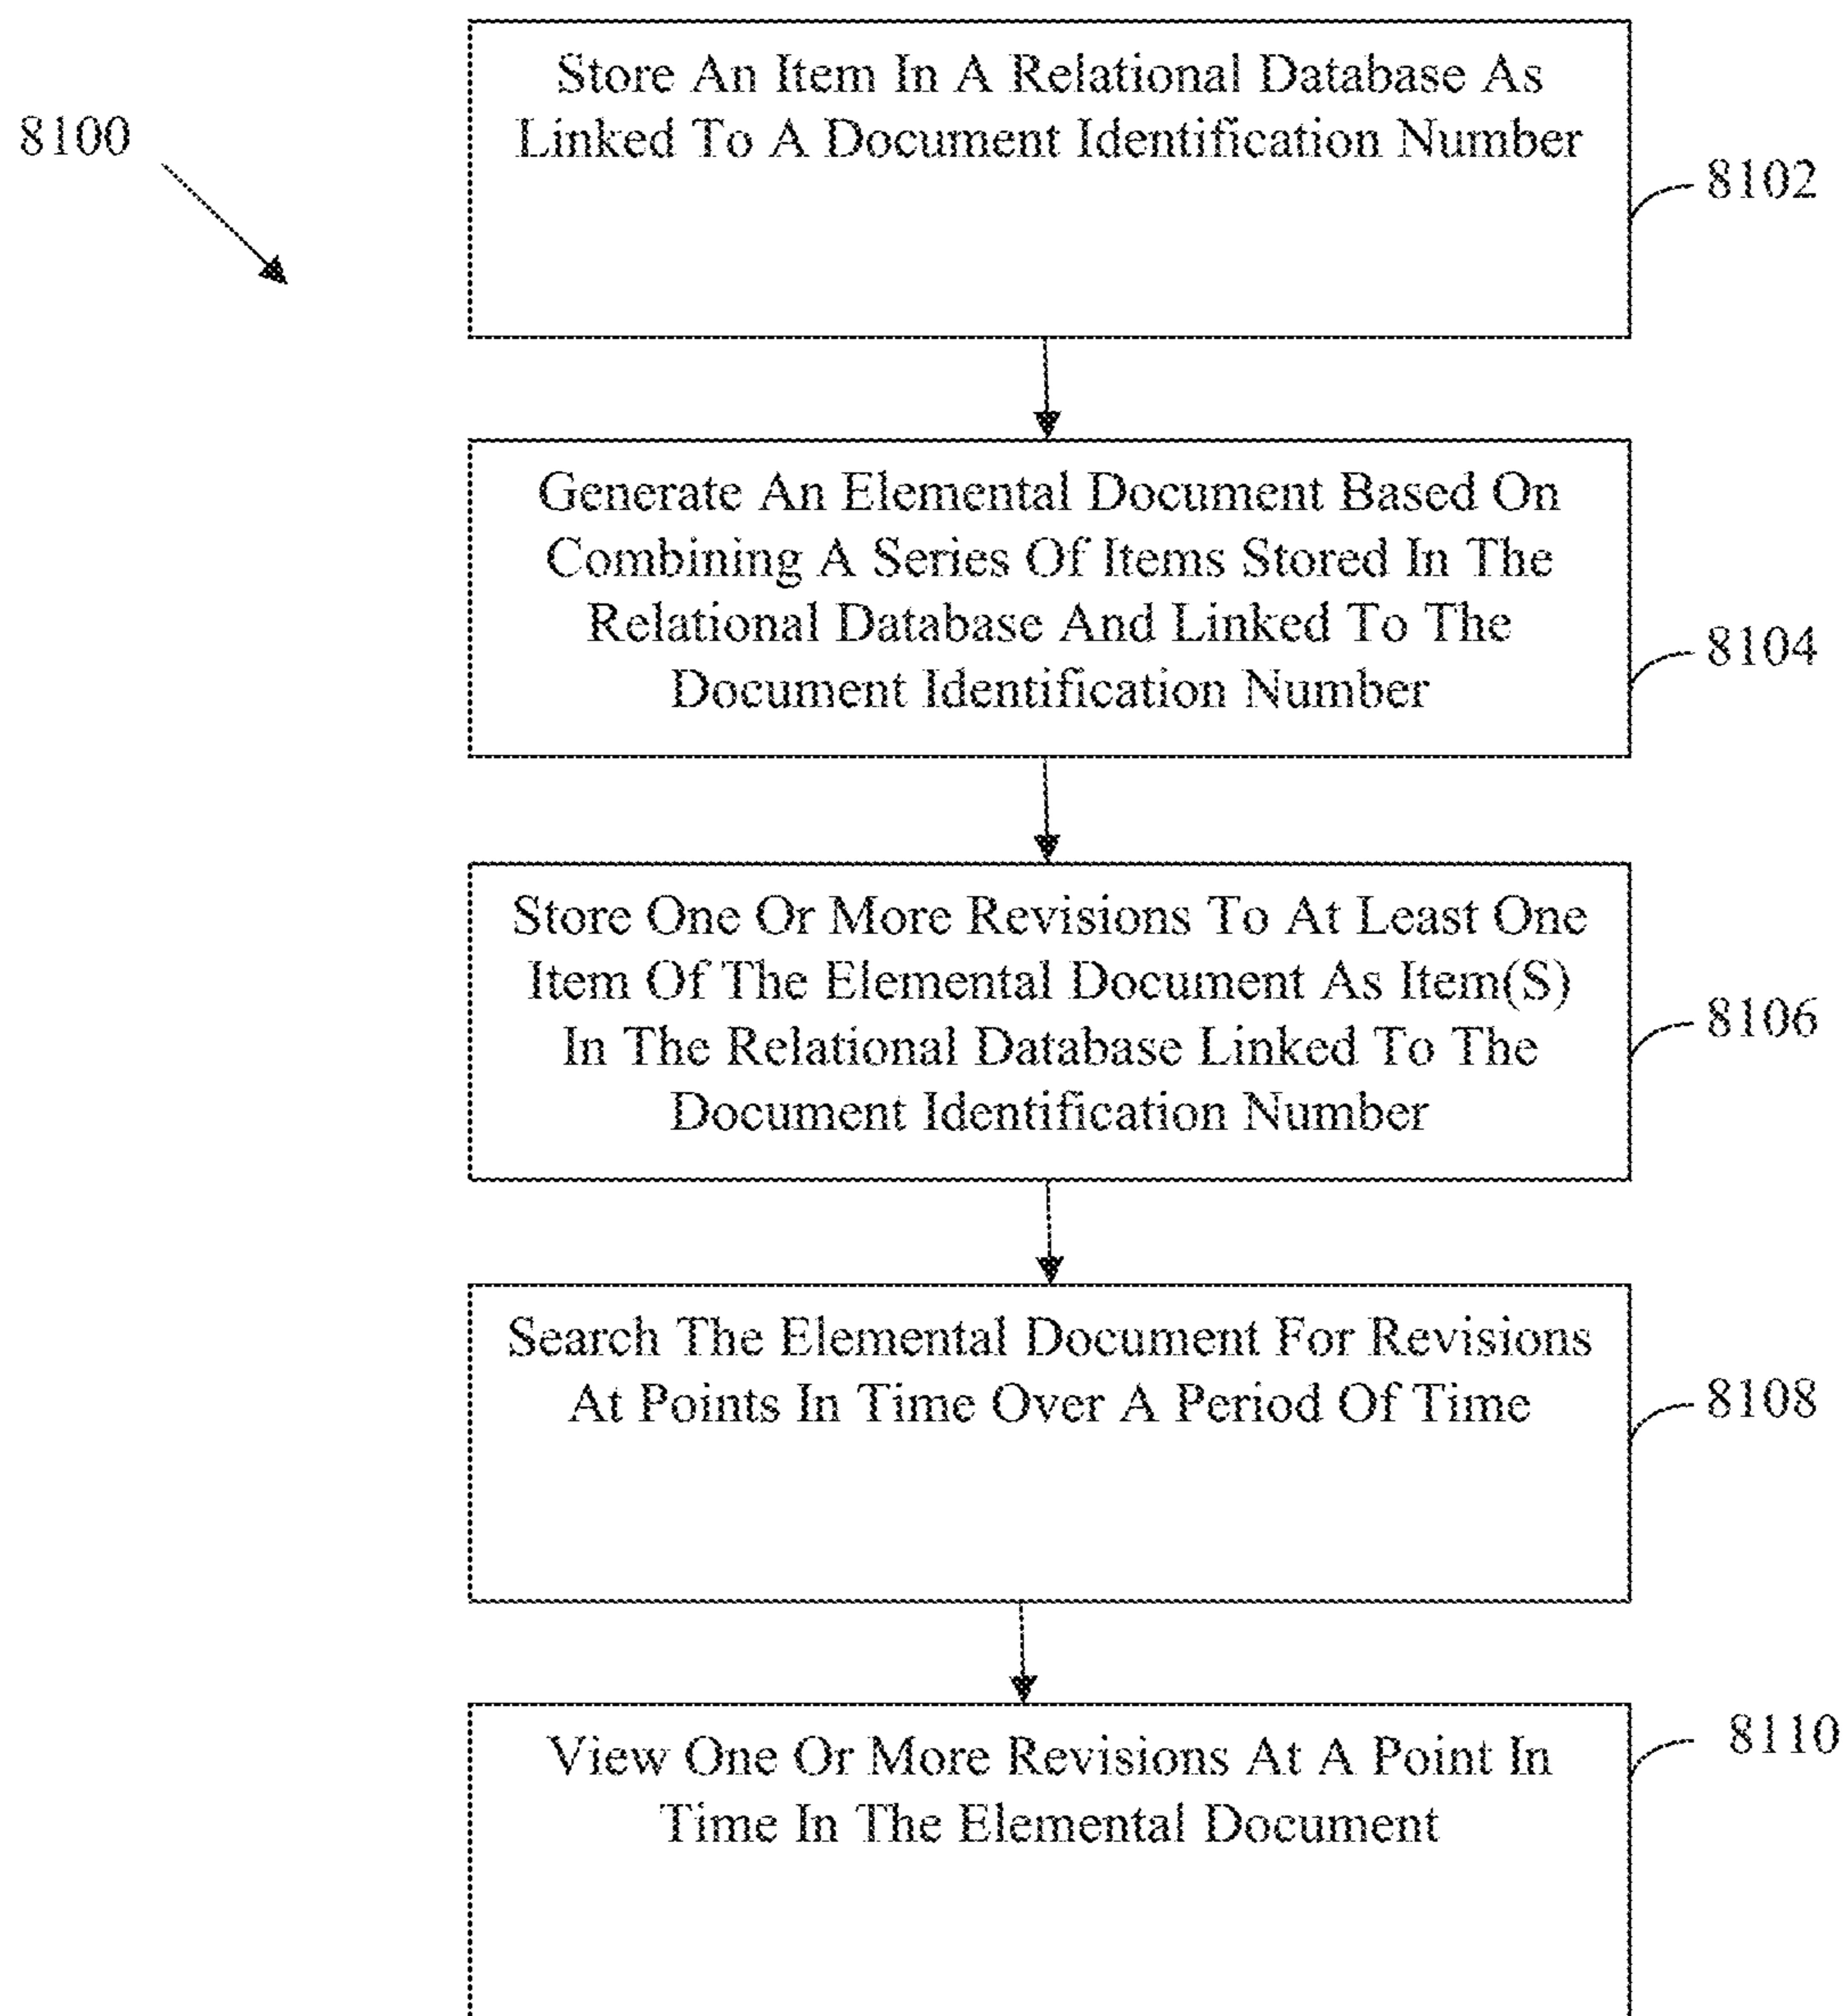 8100
Store An Item In A Relational Database As
Linked To A Document Identification Number
8102
Generate An Elemental Document Based On
Combining A Series Of Items Stored In The
Relational Database And Linked To The
Document Identification Number
8104
Store One Or More Revisions To At Least One
Item Of The Elemental Document As Item(S)
In The Relational Database Linked To The
Document Identification Number
8106
Search The Elemental Document For Revisions
At Points In Time Over A Period Of Time
8108
View One Or More Revisions At A Point In
Time In The Elemental Document
8110